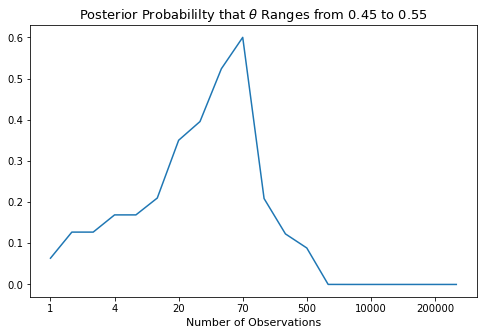 Posterior Probabililty that θ Ranges from 0.45 to 0.55
0.6
0.5
0.4
0.3
0.2
0.1
0.0
1 4 20 70 500 10000 200000
Number of Observations